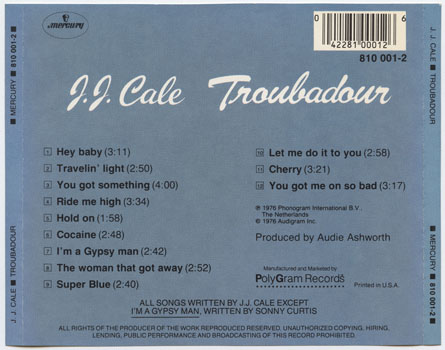 mercury
0 42281 00012 6
810 001-2
J.J. Cale Troubadour
1 Hey baby (3:11)
2 Travelin' light (2:50)
3 You got something (4:00)
4 Ride me high (3:34)
5 Hold on (1:58)
6 Cocaine (2:48)
7 I'm a Gypsy man (2:42)
8 The woman that got away (2:52)
9 Super Blue (2:40)
10 Let me do it to you (2:58)
11 Cherry (3:21)
12 You got me on so bad (3:17)
℗ 1976 Phonogram International B.V.,
The Netherlands
© 1976 Audigram Inc.
Produced by Audie Ashworth
Manufactured and Marketed by
PolyGram Records
Printed in U.S.A.
ALL SONGS WRITTEN BY J.J. CALE EXCEPT
I'M A GYPSY MAN, WRITTEN BY SONNY CURTIS
ALL RIGHTS OF THE PRODUCER OF THE WORK REPRODUCED RESERVED. UNAUTHORIZED COPYING, HIRING,
LENDING, PUBLIC PERFORMANCE AND BROADCASTING OF THIS RECORD PROHIBITED.
J. J. CALE ■ TROUBADOUR ■ MERCURY ■ 810 001-2 ■
J. J. CALE ■ TROUBADOUR ■ MERCURY ■ 810 001-2 ■